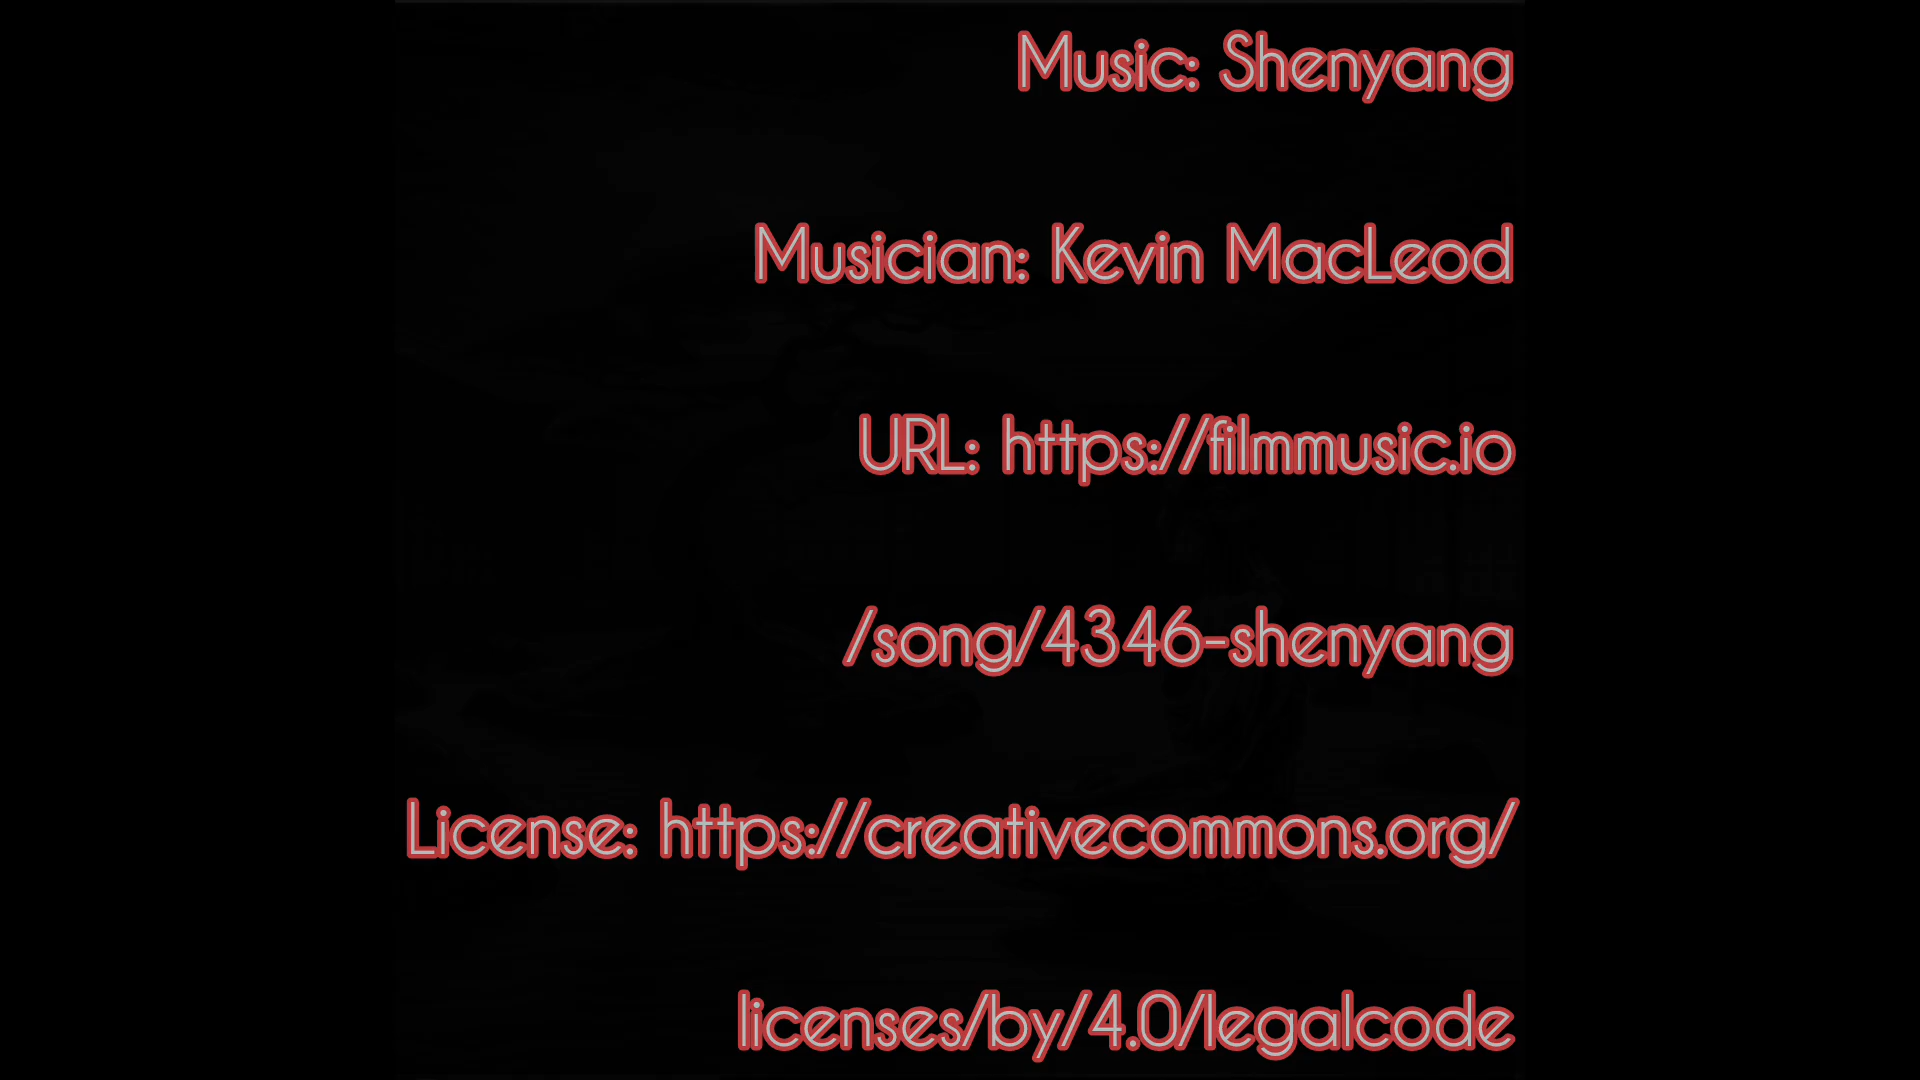 Music: Shenyang
Musician: Kevin MacLeod
URL: https://filmmusic.io
/song/4346-shenyang
License: https://creativecommons.org/
licenses/by/4.0/legalcode